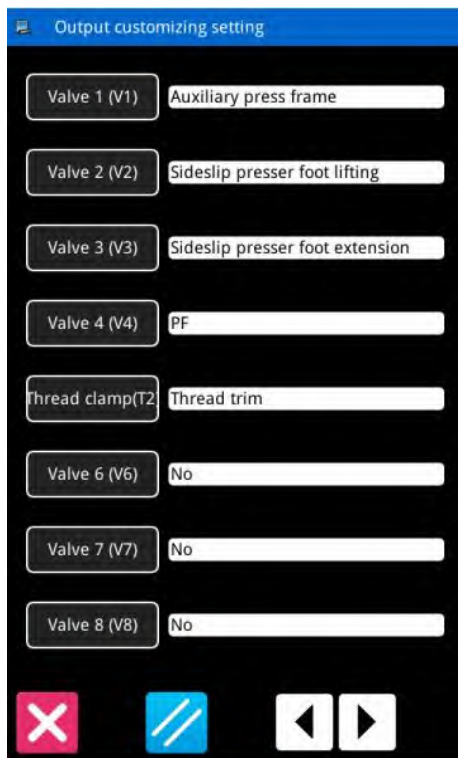 Output customizing setting
Valve 1 (V1) Auxiliary press frame
Valve 2 (V2) Sideslip presser foot lifting
Valve 3 (V3) Sideslip presser foot extension
Valve 4 (V4) PF
Thread clamp(T2 Thread trim
Valve 6 (V6) No
Valve 7 (V7) No
Valve 8 (V8) No